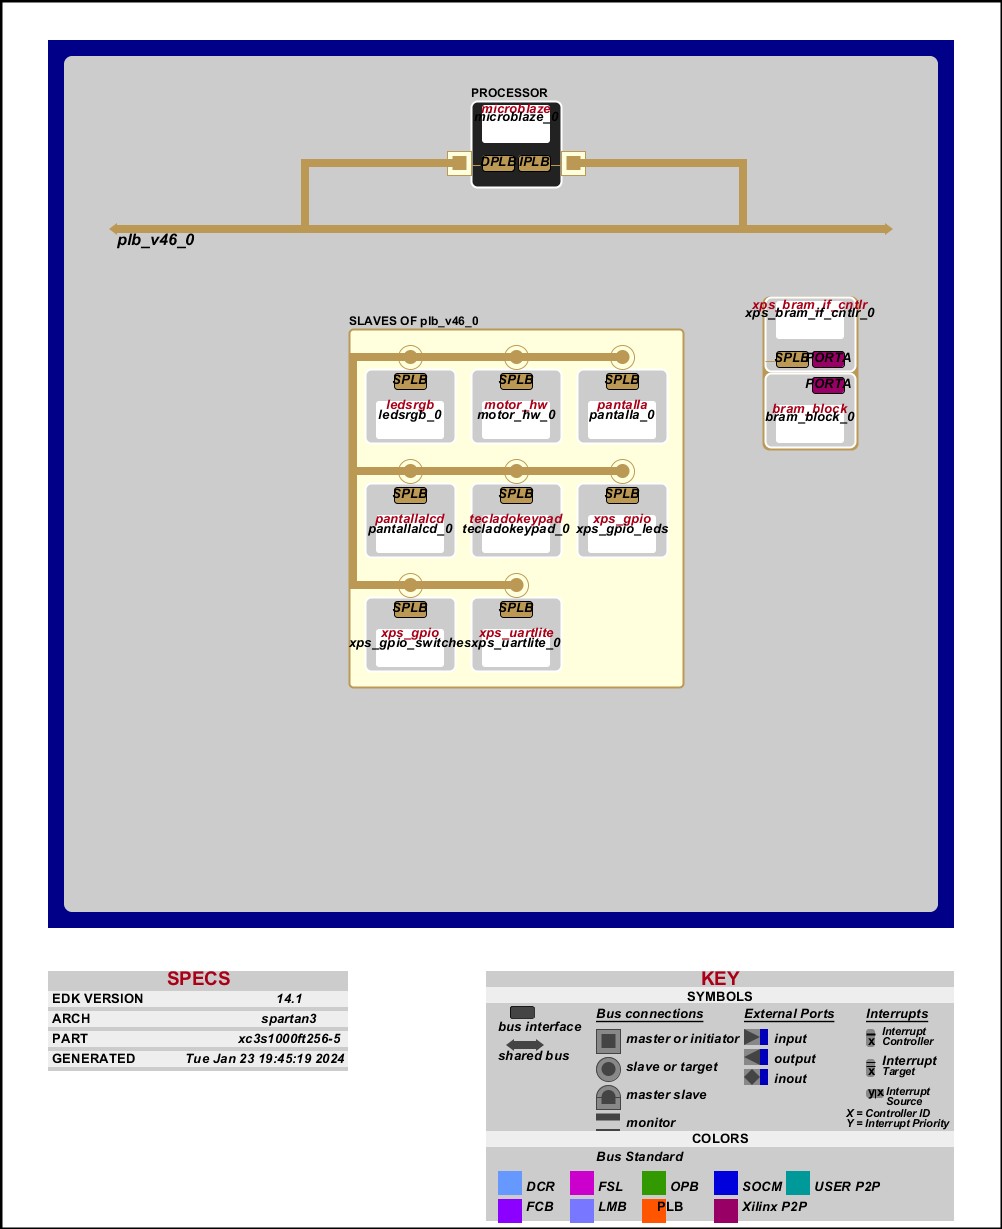 PROCESSOR
microblaze
microblaze_0
DPLB IPLB
plb_v46_0
xps_bram_if_cntlr
xps_bram_if_cntlr_0
SPLB PORTA
PORTA
bram_block
bram_block_0
SLAVES OF plb_v46_0
SPLB SPLB SPLB
ledsrgb motor_hw pantalla
ledsrgb_0 motor_hw_0 pantalla_0
SPLB SPLB SPLB
pantallalcd tecladokeypad xps_gpio
pantallalcd_0 tecladokeypad_0 xps_gpio_leds
SPLB SPLB
xps_gpio xps_uartlite
xps_gpio_switches xps_uartlite_0
SPECS
EDK VERSION 14.1
ARCH spartan3
PART xc3s1000ft256-5
GENERATED Tue Jan 23 19:45:19 2024
KEY
SYMBOLS
bus interface
shared bus
Bus connections
master or initiator
slave or target
master slave
monitor
External Ports
input
output
inout
Interrupts
x Interrupt
Controller
x Interrupt
Target
y x Interrupt
Source
X = Controller ID
Y = Interrupt Priority
COLORS
Bus Standard
DCR FSL OPB SOCM USER P2P
FCB LMB PLB Xilinx P2P